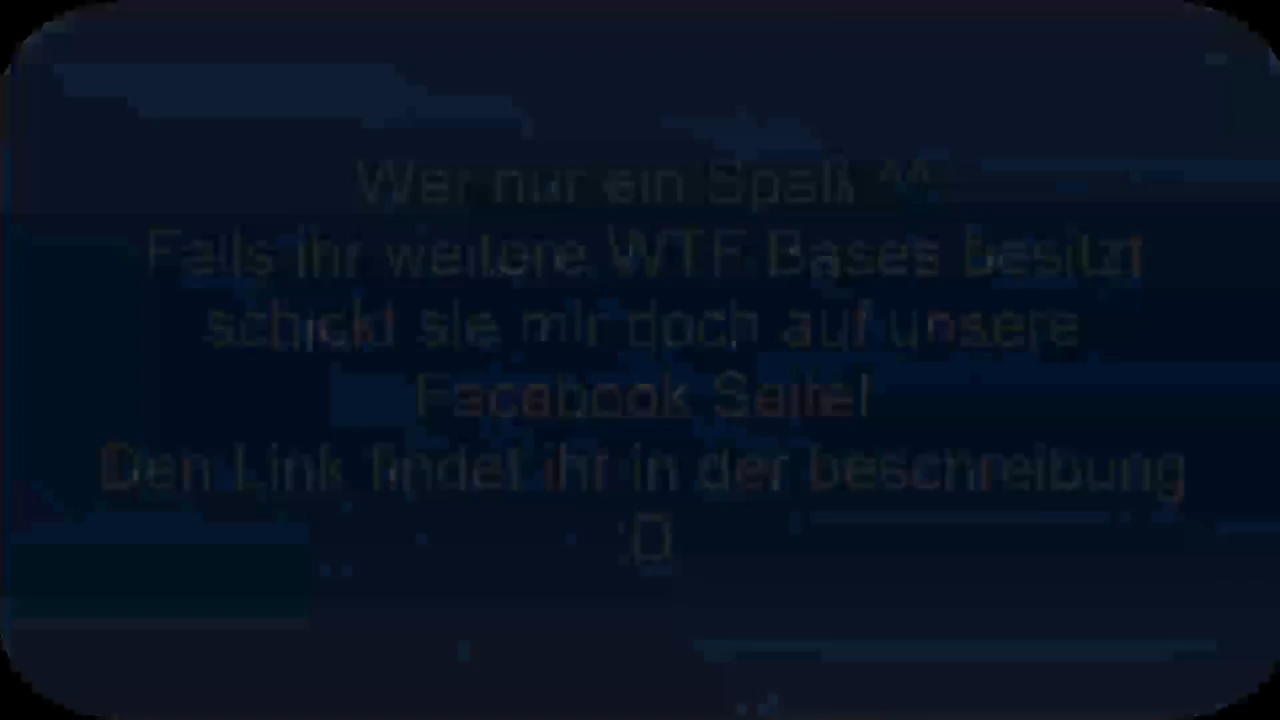 Wer nur ein Spaß ^^
Falls ihr weitere WTF Bases besitzt
schickt sie mir doch auf unsere
Facebook Seite!
Den Link findet ihr in der beschreibung
:D